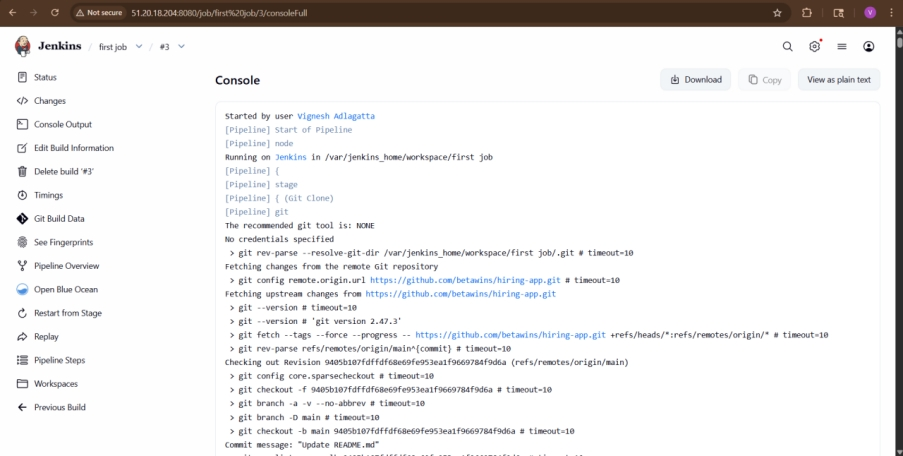 Not secure 51.20.18.204:8080/job/first%20job/3/consoleFull
V
Jenkins / first job / #3
Status
Changes
Console Output
Edit Build Information
Delete build '#3'
Timings
Git Build Data
See Fingerprints
Pipeline Overview
Open Blue Ocean
Restart from Stage
Replay
Pipeline Steps
Workspaces
Previous Build
Console
Download
Copy
View as plain text
Started by user Vignesh Adlagatta
[Pipeline] Start of Pipeline
[Pipeline] node
Running on Jenkins in /var/jenkins_home/workspace/first job
[Pipeline] {
[Pipeline] stage
[Pipeline] { (Git Clone)
[Pipeline] git
The recommended git tool is: NONE
No credentials specified
> git rev-parse --resolve-git-dir /var/jenkins_home/workspace/first job/.git # timeout=10
Fetching changes from the remote Git repository
> git config remote.origin.url https://github.com/betawins/hiring-app.git # timeout=10
Fetching upstream changes from https://github.com/betawins/hiring-app.git
> git --version # timeout=10
> git --version # 'git version 2.47.3'
> git fetch --tags --force --progress -- https://github.com/betawins/hiring-app.git +refs/heads/*:refs/remotes/origin/* # timeout=10
> git rev-parse refs/remotes/origin/main^{commit} # timeout=10
Checking out Revision 9405b107fdffdf68e69fe953ea1f9669784f9d6a (refs/remotes/origin/main)
> git config core.sparsecheckout # timeout=10
> git checkout -f 9405b107fdffdf68e69fe953ea1f9669784f9d6a # timeout=10
> git branch -a -v --no-abbrev # timeout=10
> git branch -D main # timeout=10
> git checkout -b main 9405b107fdffdf68e69fe953ea1f9669784f9d6a # timeout=10
Commit message: "Update README.md"